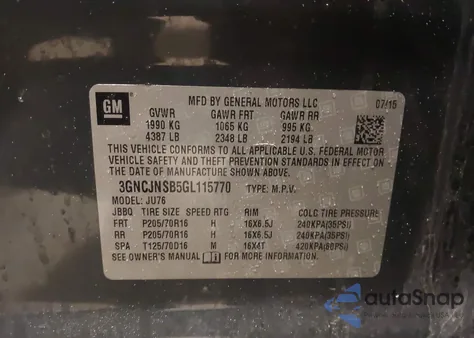 GM
MFD BY GENERAL MOTORS LLC 07/15
GVWR GAWR FRT GAWR RR
1990 KG 1065 KG 995 KG
4387 LB 2348 LB 2194 LB
THIS VEHICLE CONFORMS TO ALL APPLICABLE U.S. FEDERAL MOTOR
VEHICLE SAFETY AND THEFT PREVENTION STANDARDS IN EFFECT ON
THE DATE OF MANUFACTURE SHOWN ABOVE.
3GNCJNSB5GL115770 TYPE: M.P.V.
MODEL: JU76
JBBQ TIRE SIZE SPEED RTG RIM COLD TIRE PRESSURE
FRT P205/70R16 H 16X6.5J 240KPA(35PSI)
RR P205/70R16 H 16X6.5J 240KPA(35PSI)
SPA T125/70D16 M 16X4T 420KPA(60PSI)
SEE OWNER'S MANUAL FOR MORE INFORMATION.
autoSnap